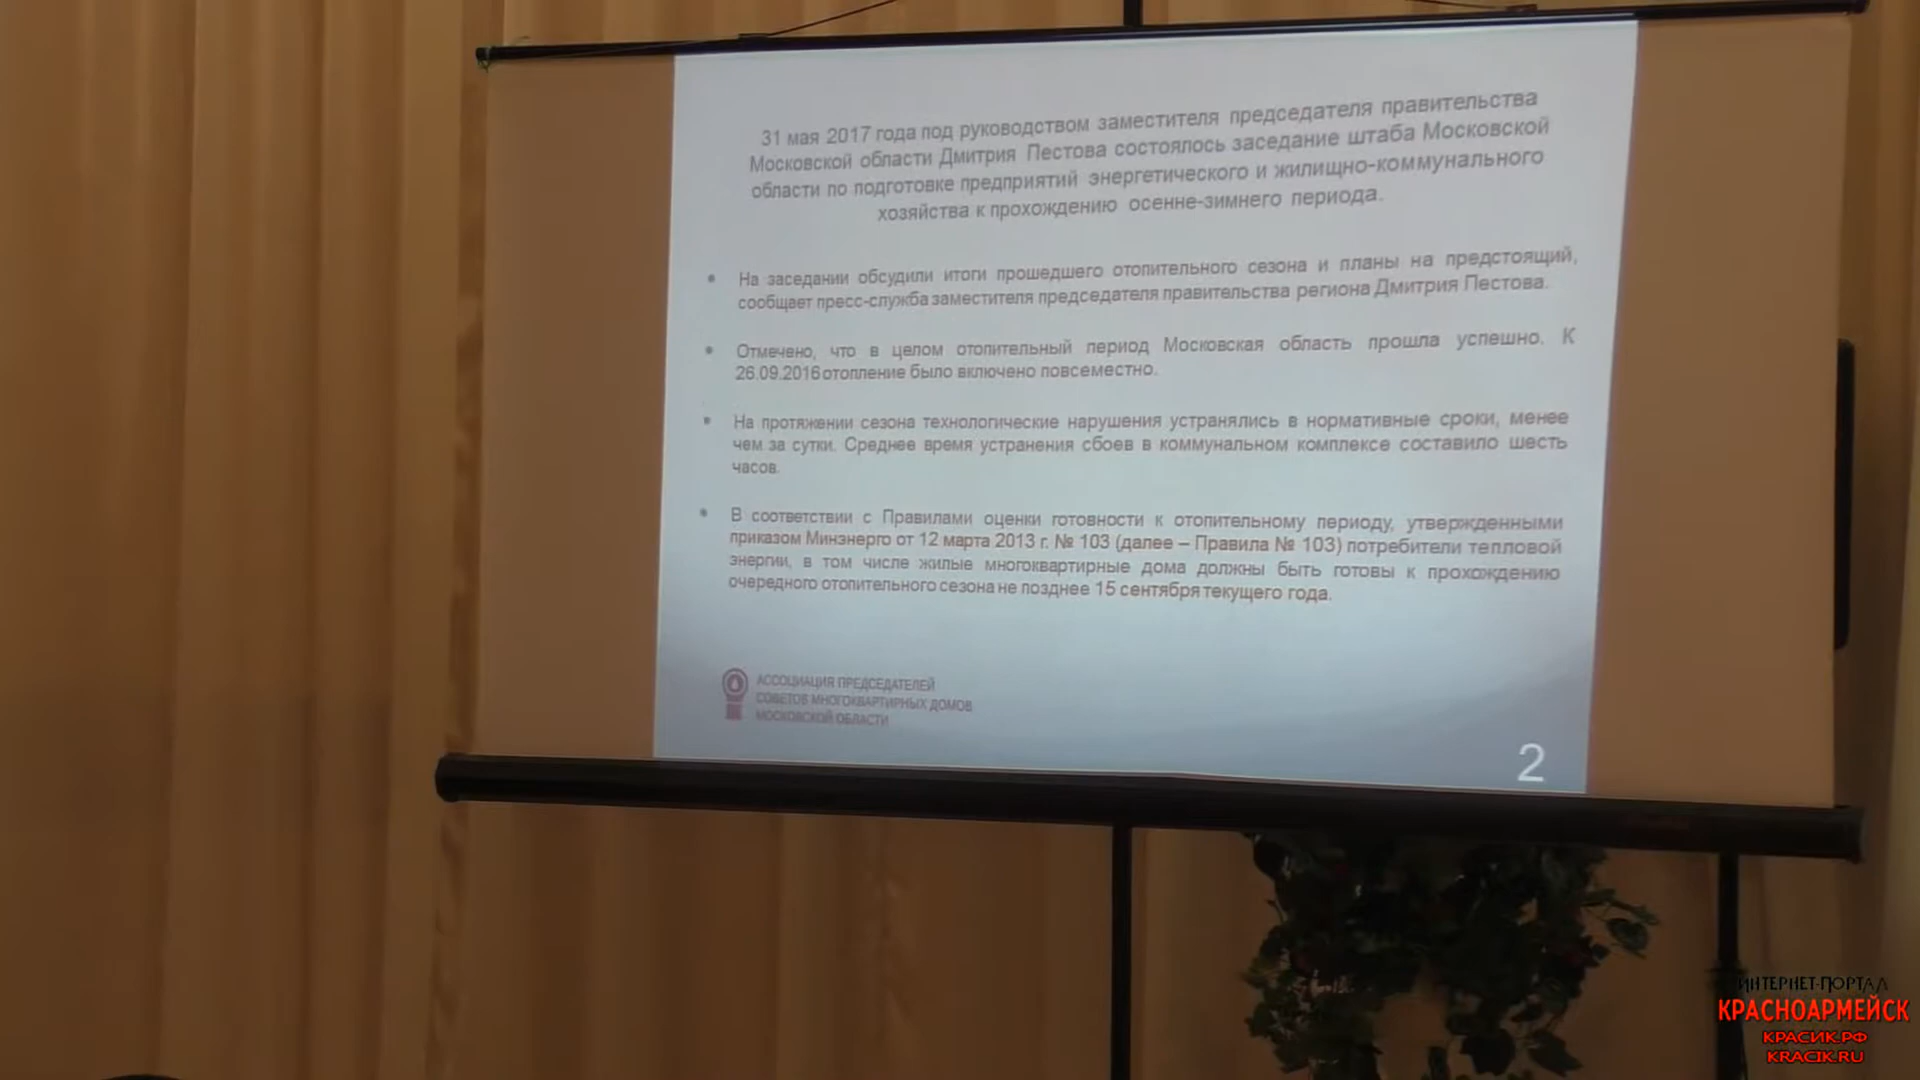 31 мая 2017 года под руководством заместителя председателя правительства
Московской области Дмитрия Пестова состоялось заседание штаба Московской
области по подготовке предприятий энергетического и жилищно-коммунального
хозяйства к прохождению осенне-зимнего периода.
• На заседании обсудили итоги прошедшего отопительного сезона и планы на предстоящий,
сообщает пресс-служба заместителя председателя правительства региона Дмитрия Пестова.
• Отмечено, что в целом отопительный период Московская область прошла успешно. К
26.09.2016 отопление было включено повсеместно.
• На протяжении сезона технологические нарушения устранялись в нормативные сроки, менее
чем за сутки. Среднее время устранения сбоев в коммунальном комплексе составило шесть
часов.
• В соответствии с Правилами оценки готовности к отопительному периоду, утвержденными
приказом Минэнерго от 12 марта 2013 г. № 103 (далее – Правила № 103) потребители тепловой
энергии, в том числе жилые многоквартирные дома должны быть готовы к прохождению
очередного отопительного сезона не позднее 15 сентября текущего года.
АССОЦИАЦИЯ ПРЕДСЕДАТЕЛЕЙ
СОВЕТОВ МНОГОКВАРТИРНЫХ ДОМОВ
МОСКОВСКОЙ ОБЛАСТИ
2
ИНТЕРНЕТ-ПОРТАЛ
КРАСНОАРМЕЙСК
КРАСИК.РФ
KRACIK.RU